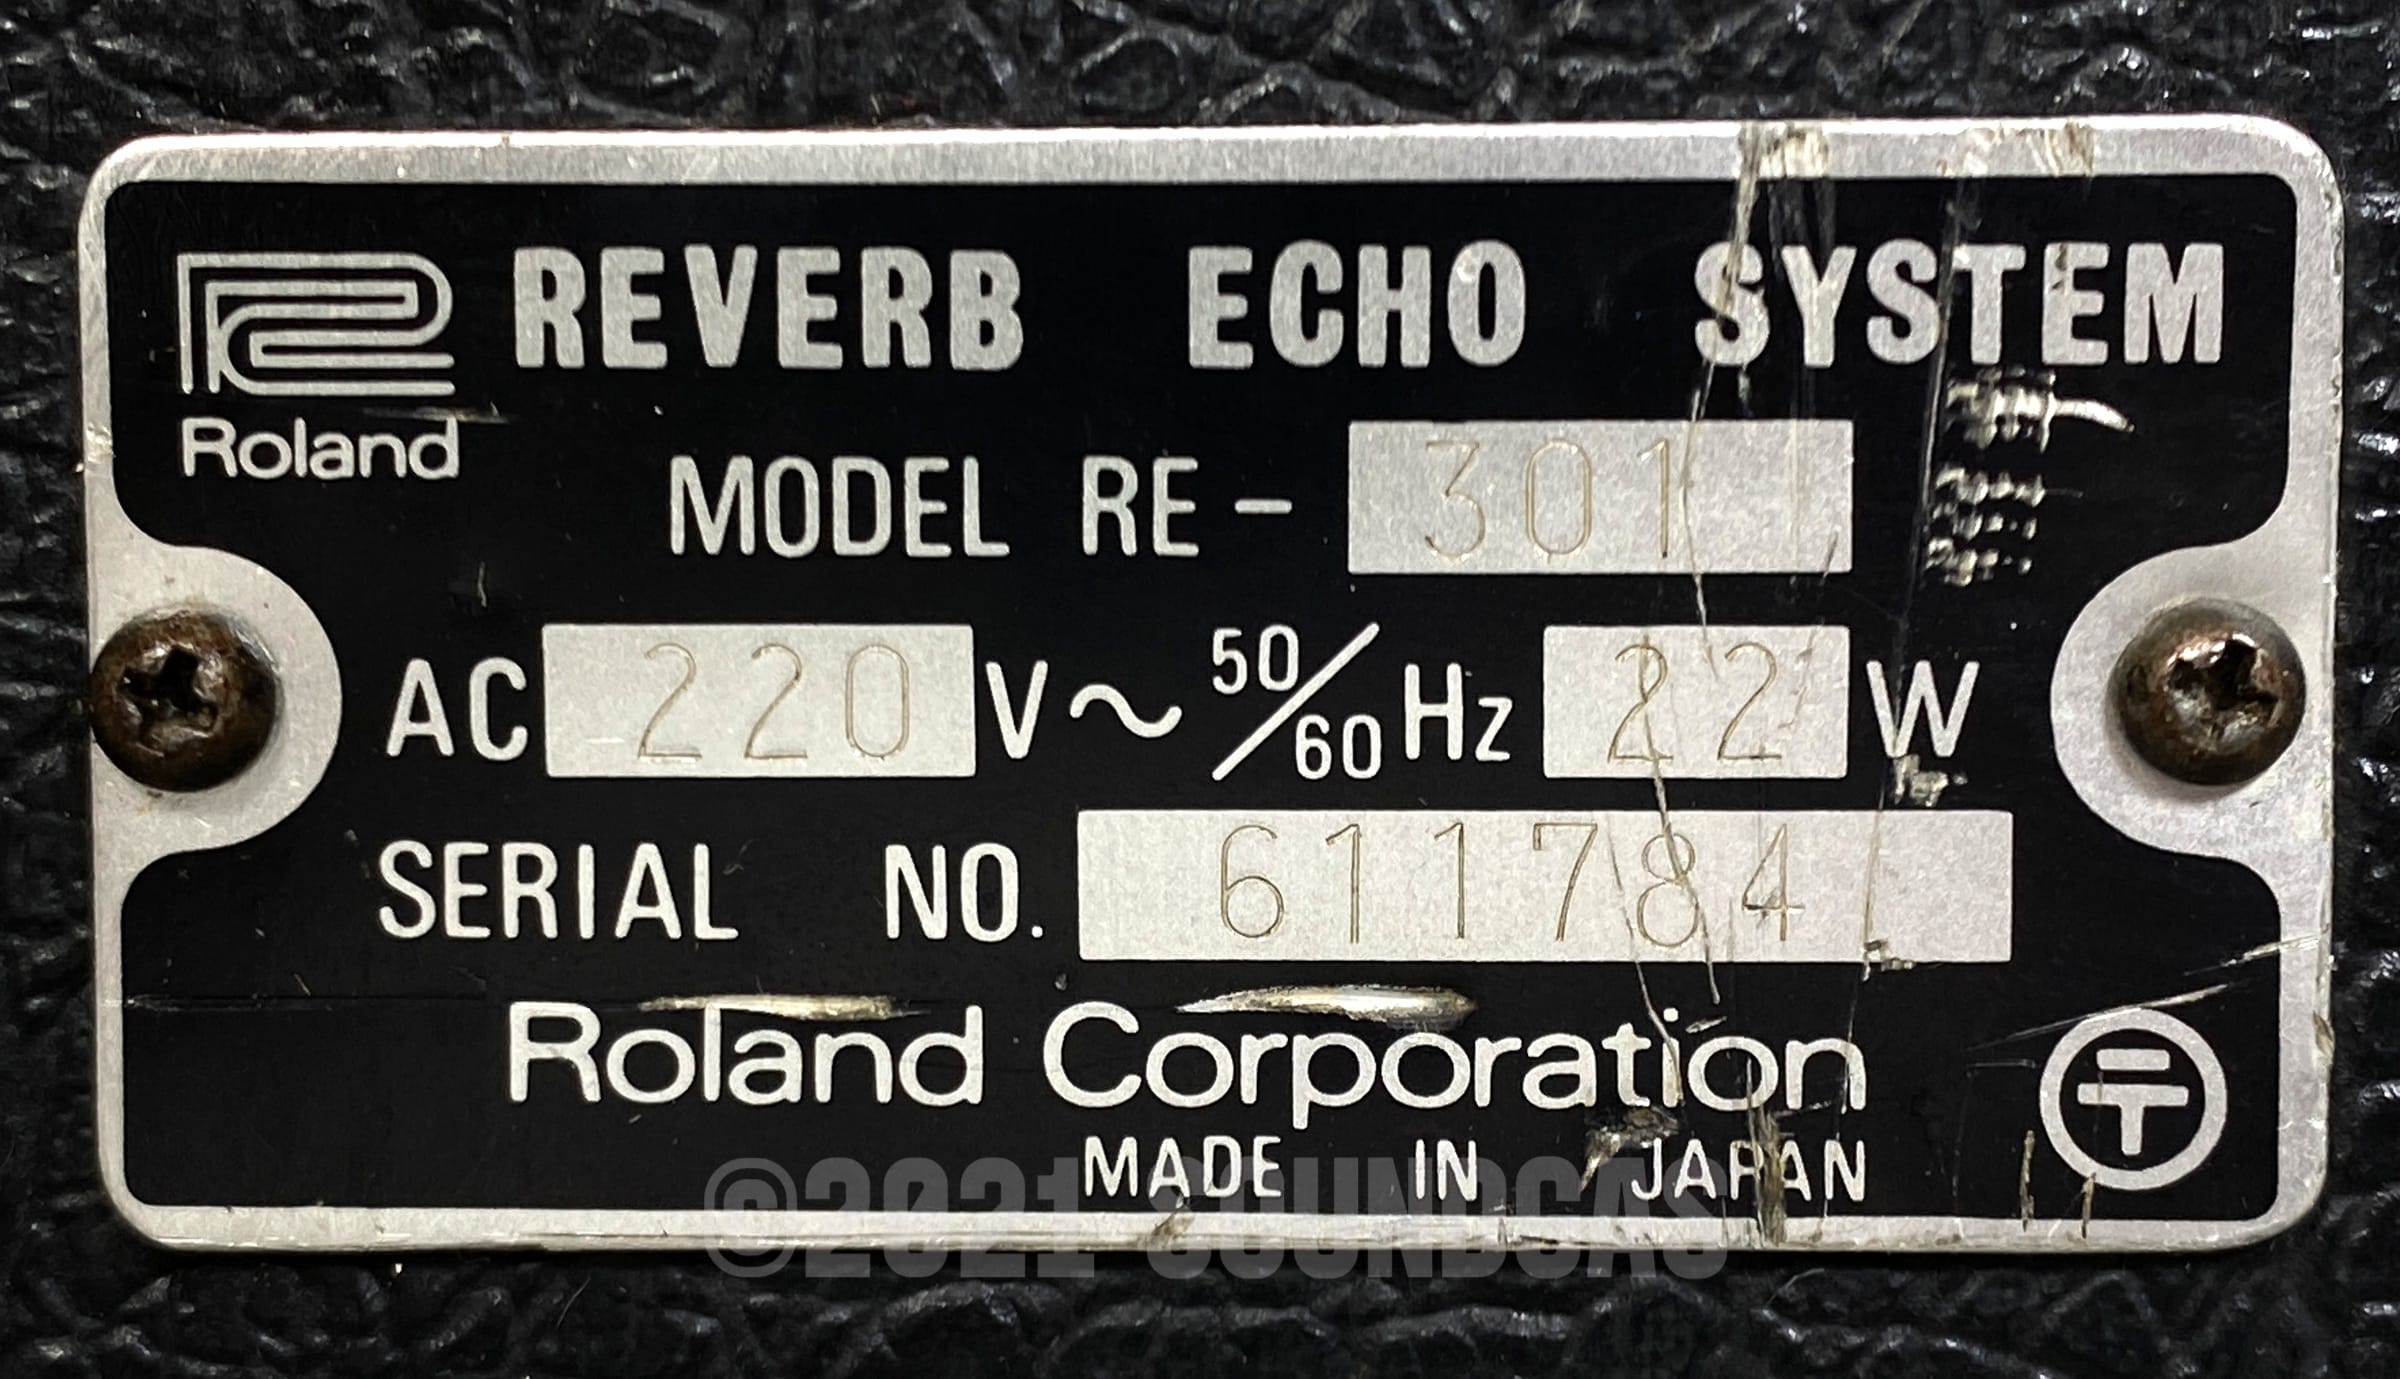 REVERB ECHO SYSTEM
Roland
MODEL RE - 301
AC 220 V ~ 50/60 Hz 22 W
SERIAL NO. 611784
Roland Corporation
MADE IN JAPAN
〒
©2021 SOUNDGAS